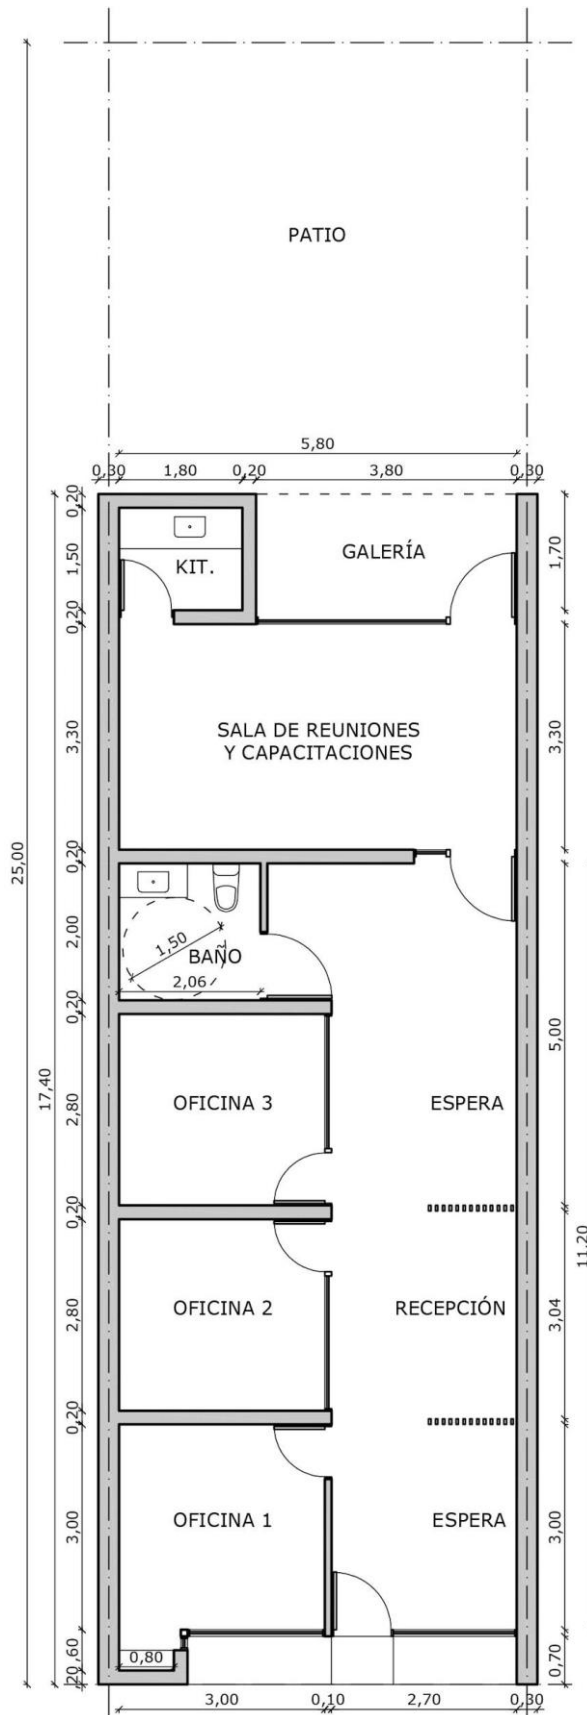 PATIO
5,80
0,30 1,80 0,20 3,80 0,30
0,20
1,50
KIT.
GALERÍA
1,70
0,20
3,30
SALA DE REUNIONES
Y CAPACITACIONES
3,30
25,00
0,20
2,00
1,50
BAÑO
2,06
0,20
5,00
17,40
2,80
OFICINA 3
ESPERA
0,20
11,20
2,80
OFICINA 2
RECEPCIÓN
3,04
0,20
3,00
OFICINA 1
ESPERA
3,00
0,60
0,80
0,70
3,00 0,10 2,70 0,30